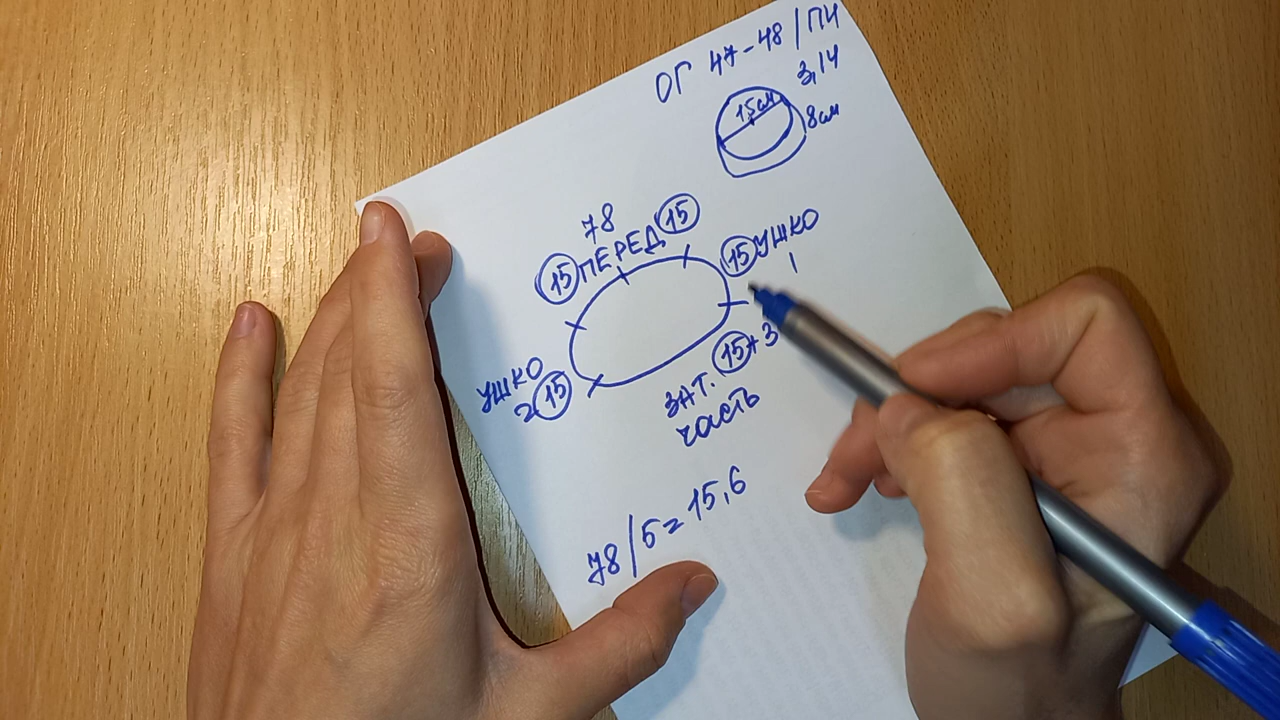 ОГ 47-48 / ПИ
3,14
15см
8см
78
15 ПЕРЕД 15
15 УШКО
1
УШКО
2 15
15 + 3
ЗАТ.
часть
78/5=15,6